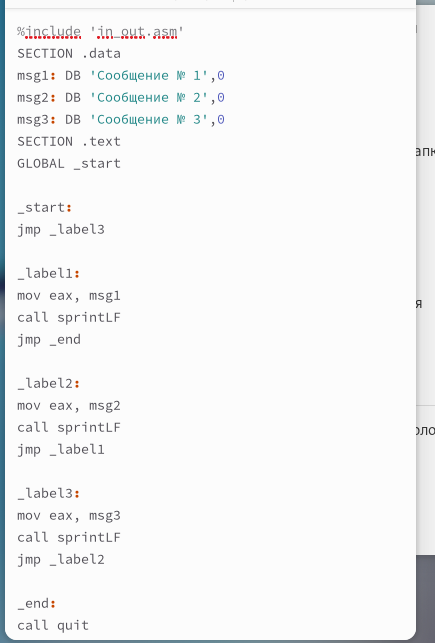 %include 'in_out.asm'
SECTION .data
msg1: DB 'Сообщение № 1',0
msg2: DB 'Сообщение № 2',0
msg3: DB 'Сообщение № 3',0
SECTION .text
GLOBAL _start
_start:
jmp _label3
_label1:
mov eax, msg1
call sprintLF
jmp _end
_label2:
mov eax, msg2
call sprintLF
jmp _label1
_label3:
mov eax, msg3
call sprintLF
jmp _label2
_end:
call quit